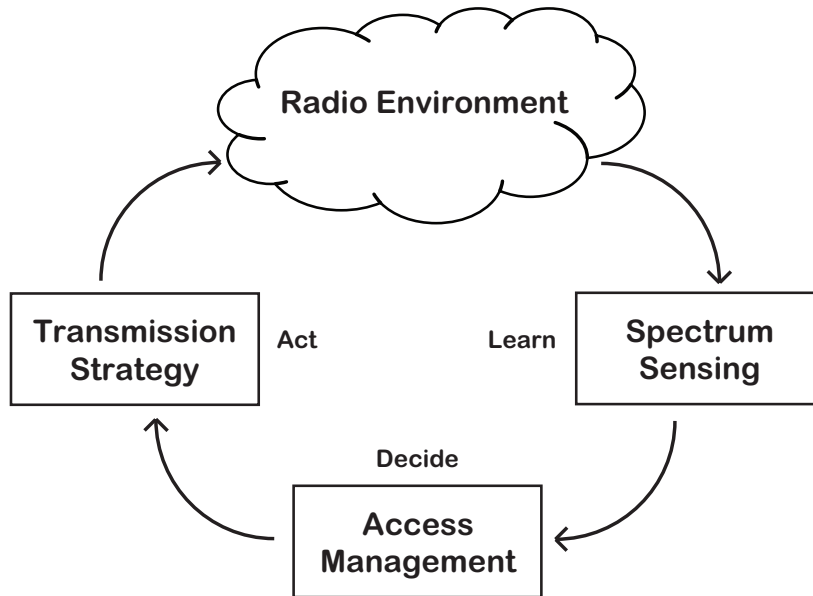 Radio Environment
Transmission
Strategy
Act
Learn
Spectrum
Sensing
Decide
Access
Management